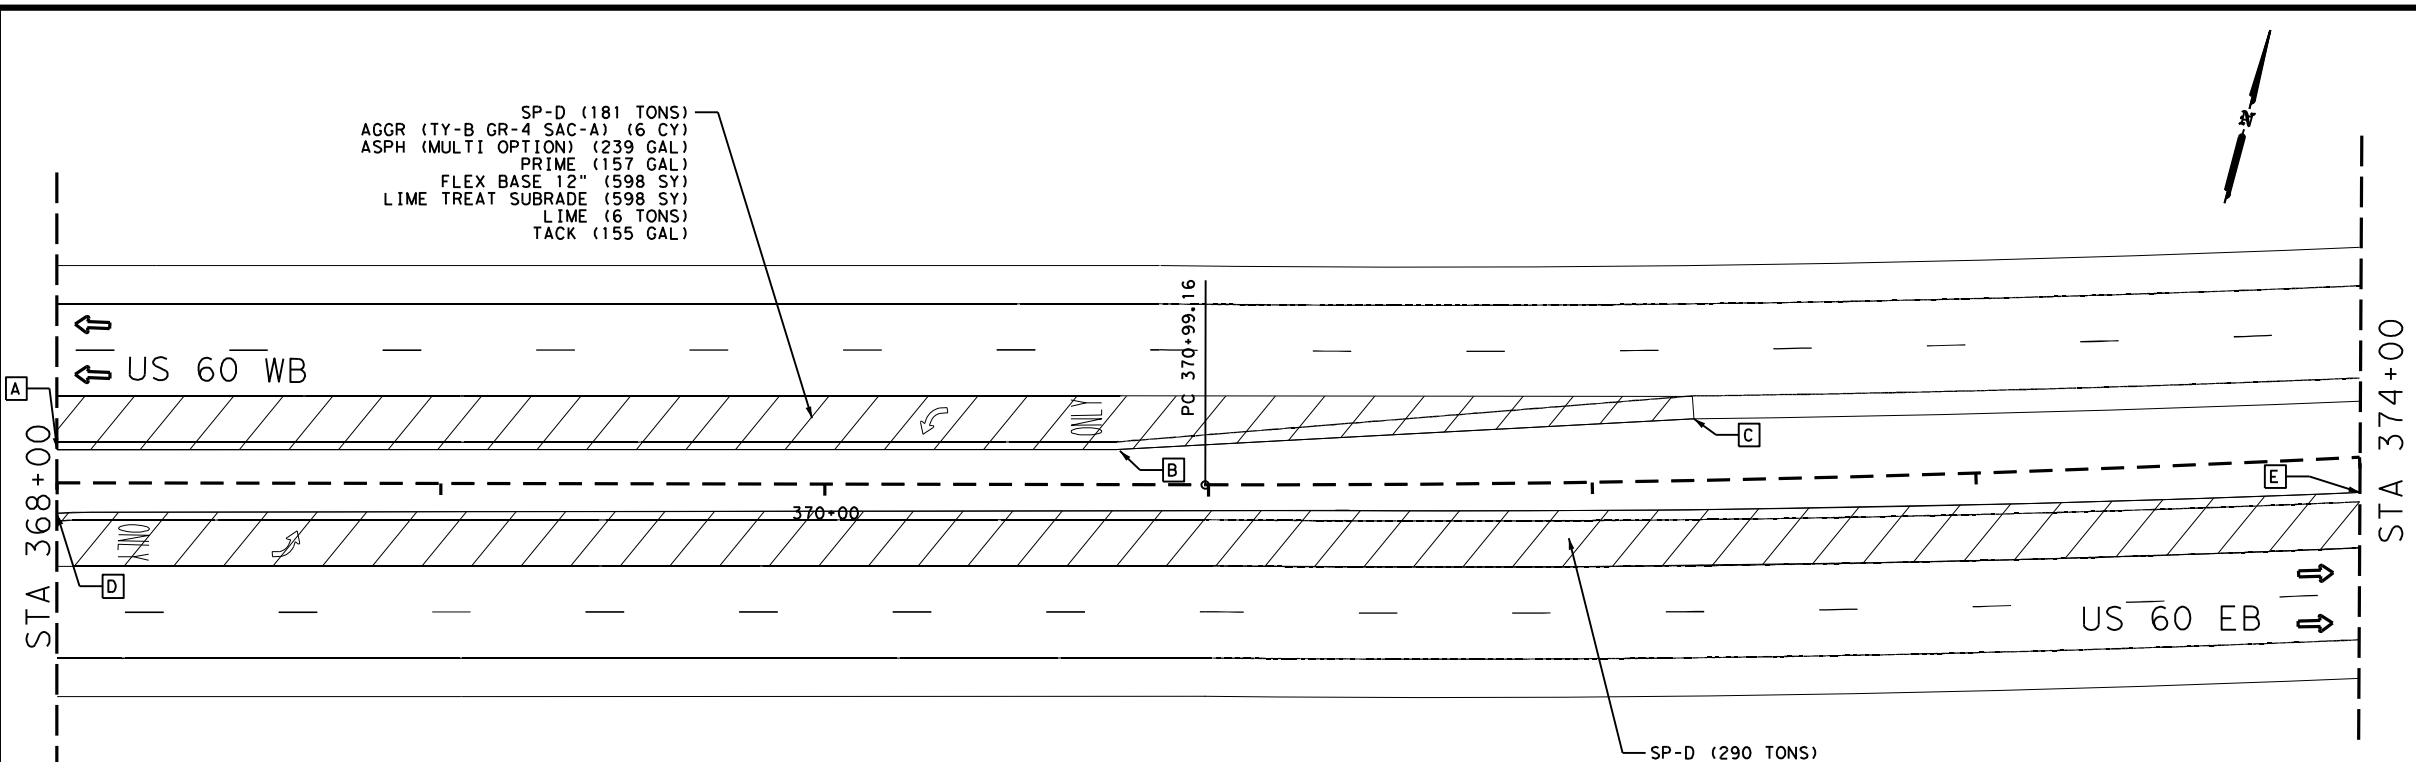 SP-D (181 TONS)
AGGR (TY-B GR-4 SAC-A) (6 CY)
ASPH (MULTI OPTION) (239 GAL)
PRIME (157 GAL)
FLEX BASE 12" (598 SY)
LIME TREAT SUBRADE (598 SY)
LIME (6 TONS)
TACK (155 GAL)
N
PC 370+99.16
US 60 WB
A
ONLY
C
B
E
STA 368+00
STA 374+00
370+00
ONLY
D
US 60 EB
SP-D (290 TONS)